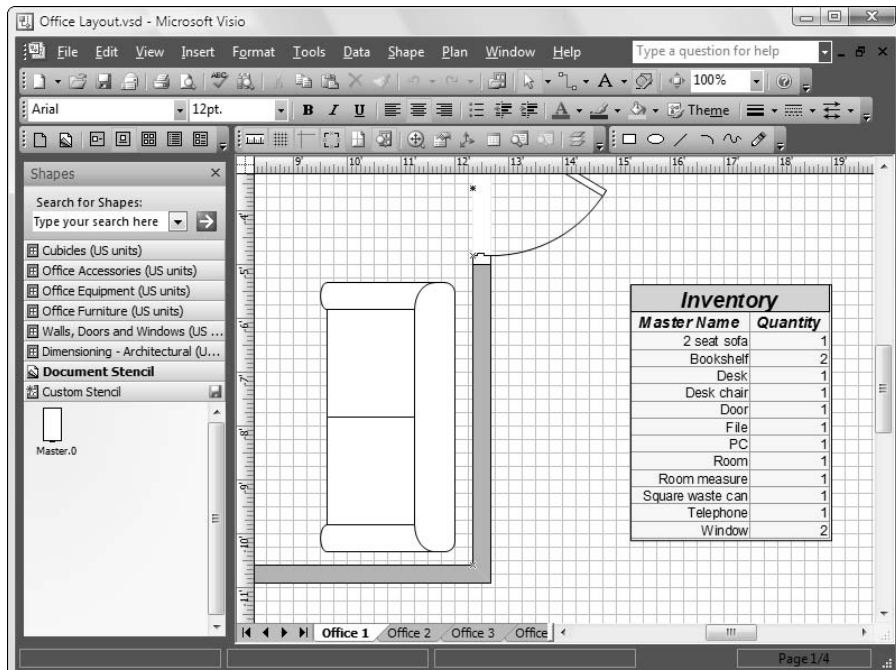 Office Layout.vsd - Microsoft Visio
File Edit View Insert Format Tools Data Shape Plan Window Help Type a question for help
A 100%
Arial 12pt. B I U A Theme
Shapes
Search for Shapes:
Type your search here
Cubicles (US units)
Office Accessories (US units)
Office Equipment (US units)
Office Furniture (US units)
Walls, Doors and Windows (US ...
Dimensioning - Architectural (U...
Document Stencil
Custom Stencil
Master.0
9' 10' 11' 12' 13' 14' 15' 16' 17' 18' 19'
4'
5'
6'
7'
8'
9'
10'
11'
Inventory
Master Name Quantity
2 seat sofa 1
Bookshelf 2
Desk 1
Desk chair 1
Door 1
File 1
PC 1
Room 1
Room measure 1
Square waste can 1
Telephone 1
Window 2
Office 1 Office 2 Office 3 Office
Page 1/4